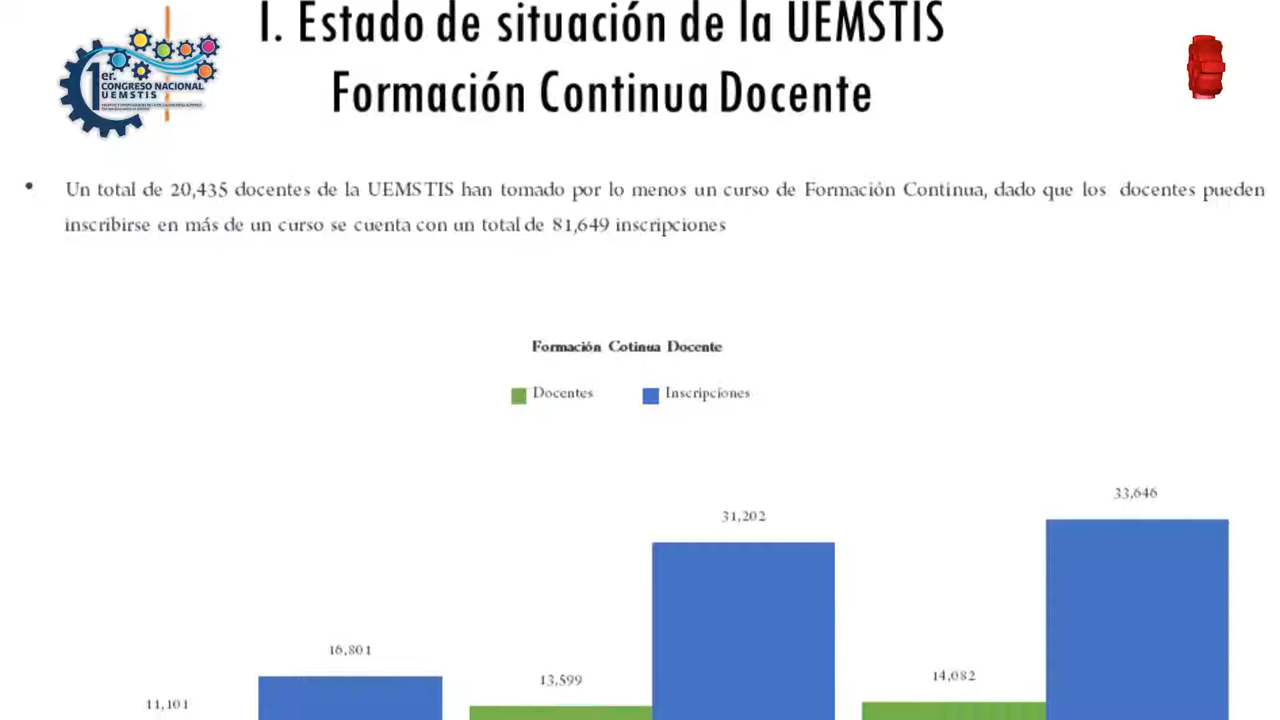 I. Estado de situación de la UEMSTIS
Formación Continua Docente
1er.
CONGRESO NACIONAL
UEMSTIS
• Un total de 20,435 docentes de la UEMSTIS han tomado por lo menos un curso de Formación Continua, dado que los docentes pueden
inscribirse en más de un curso se cuenta con un total de 81,649 inscripciones
Formación Cotinua Docente
Docentes Inscripciones
33,646
31,202
16,801
13,599
14,082
11,101